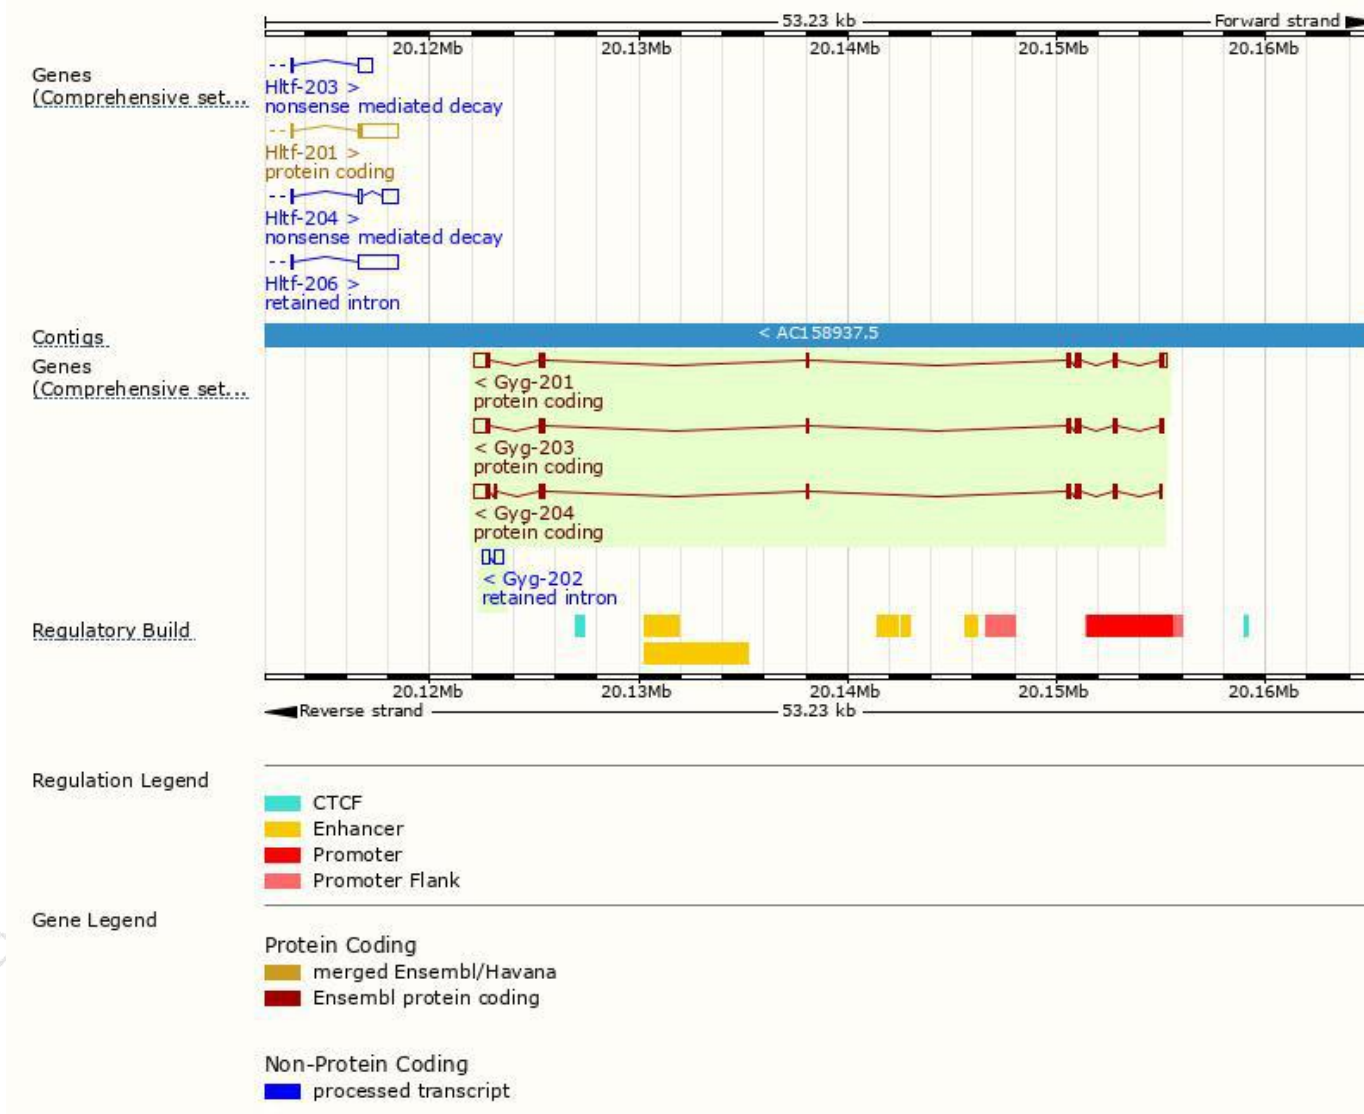 53.23 kb Forward strand
20.12Mb 20.13Mb 20.14Mb 20.15Mb 20.16Mb
Genes
(Comprehensive set...
Hltf-203 >
nonsense mediated decay
Hltf-201 >
protein coding
Hltf-204 >
nonsense mediated decay
Hltf-206 >
retained intron
Contigs
< AC158937.5
Genes
(Comprehensive set...
< Gyg-201
protein coding
< Gyg-203
protein coding
< Gyg-204
protein coding
< Gyg-202
retained intron
Regulatory Build
20.12Mb 20.13Mb 20.14Mb 20.15Mb 20.16Mb
Reverse strand 53.23 kb
Regulation Legend
CTCF
Enhancer
Promoter
Promoter Flank
Gene Legend
Protein Coding
merged Ensembl/Havana
Ensembl protein coding
Non-Protein Coding
processed transcript